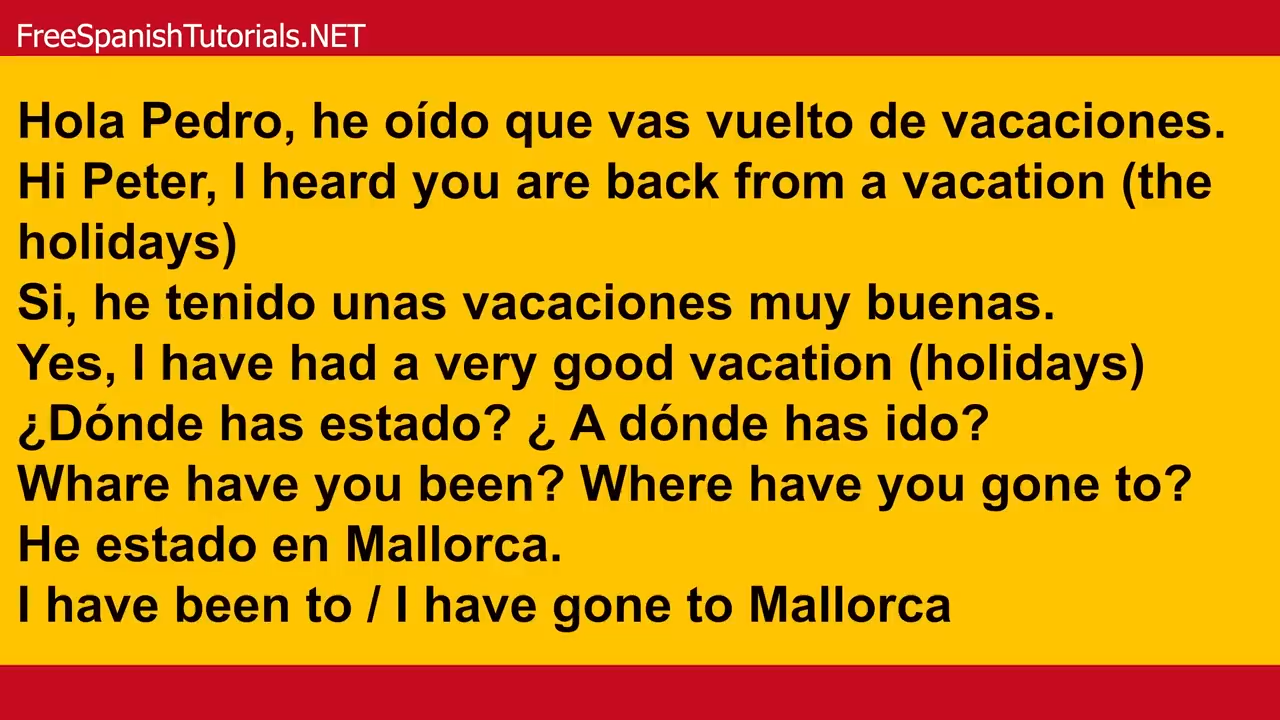 FreeSpanishTutorials.NET
Hola Pedro, he oído que vas vuelto de vacaciones.
Hi Peter, I heard you are back from a vacation (the
holidays)
Si, he tenido unas vacaciones muy buenas.
Yes, I have had a very good vacation (holidays)
¿Dónde has estado? ¿ A dónde has ido?
Whare have you been? Where have you gone to?
He estado en Mallorca.
I have been to / I have gone to Mallorca